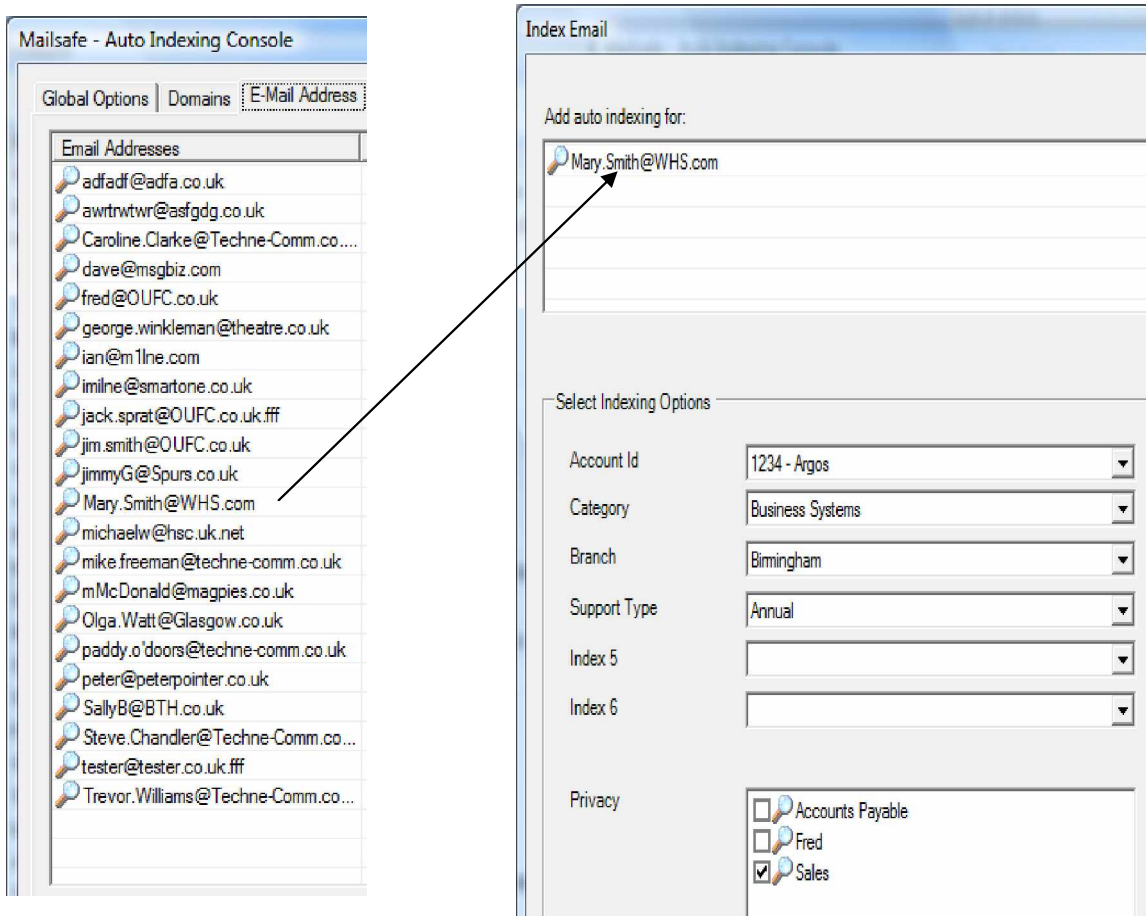 Mailsafe - Auto Indexing Console
Global Options Domains E-Mail Address
Email Addresses
adfadf@adfa.co.uk
awrtrwtwr@asfgdg.co.uk
Caroline.Clarke@Techne-Comm.co....
dave@msgbiz.com
fred@OUFC.co.uk
george.winkleman@theatre.co.uk
ian@m1lne.com
imilne@smartone.co.uk
jack.sprat@OUFC.co.uk.fff
jim.smith@OUFC.co.uk
jimmyG@Spurs.co.uk
Mary.Smith@WHS.com
michaelw@hsc.uk.net
mike.freeman@techne-comm.co.uk
mMcDonald@magpies.co.uk
Olga.Watt@Glasgow.co.uk
paddy.o'doors@techne-comm.co.uk
peter@peterpointer.co.uk
SallyB@BTH.co.uk
Steve.Chandler@Techne-Comm.co...
tester@tester.co.uk.fff
Trevor.Williams@Techne-Comm.co...
Index Email
Add auto indexing for:
Mary.Smith@WHS.com
Select Indexing Options
Account Id 1234 - Argos
Category Business Systems
Branch Birmingham
Support Type Annual
Index 5
Index 6
Privacy
Accounts Payable
Fred
Sales